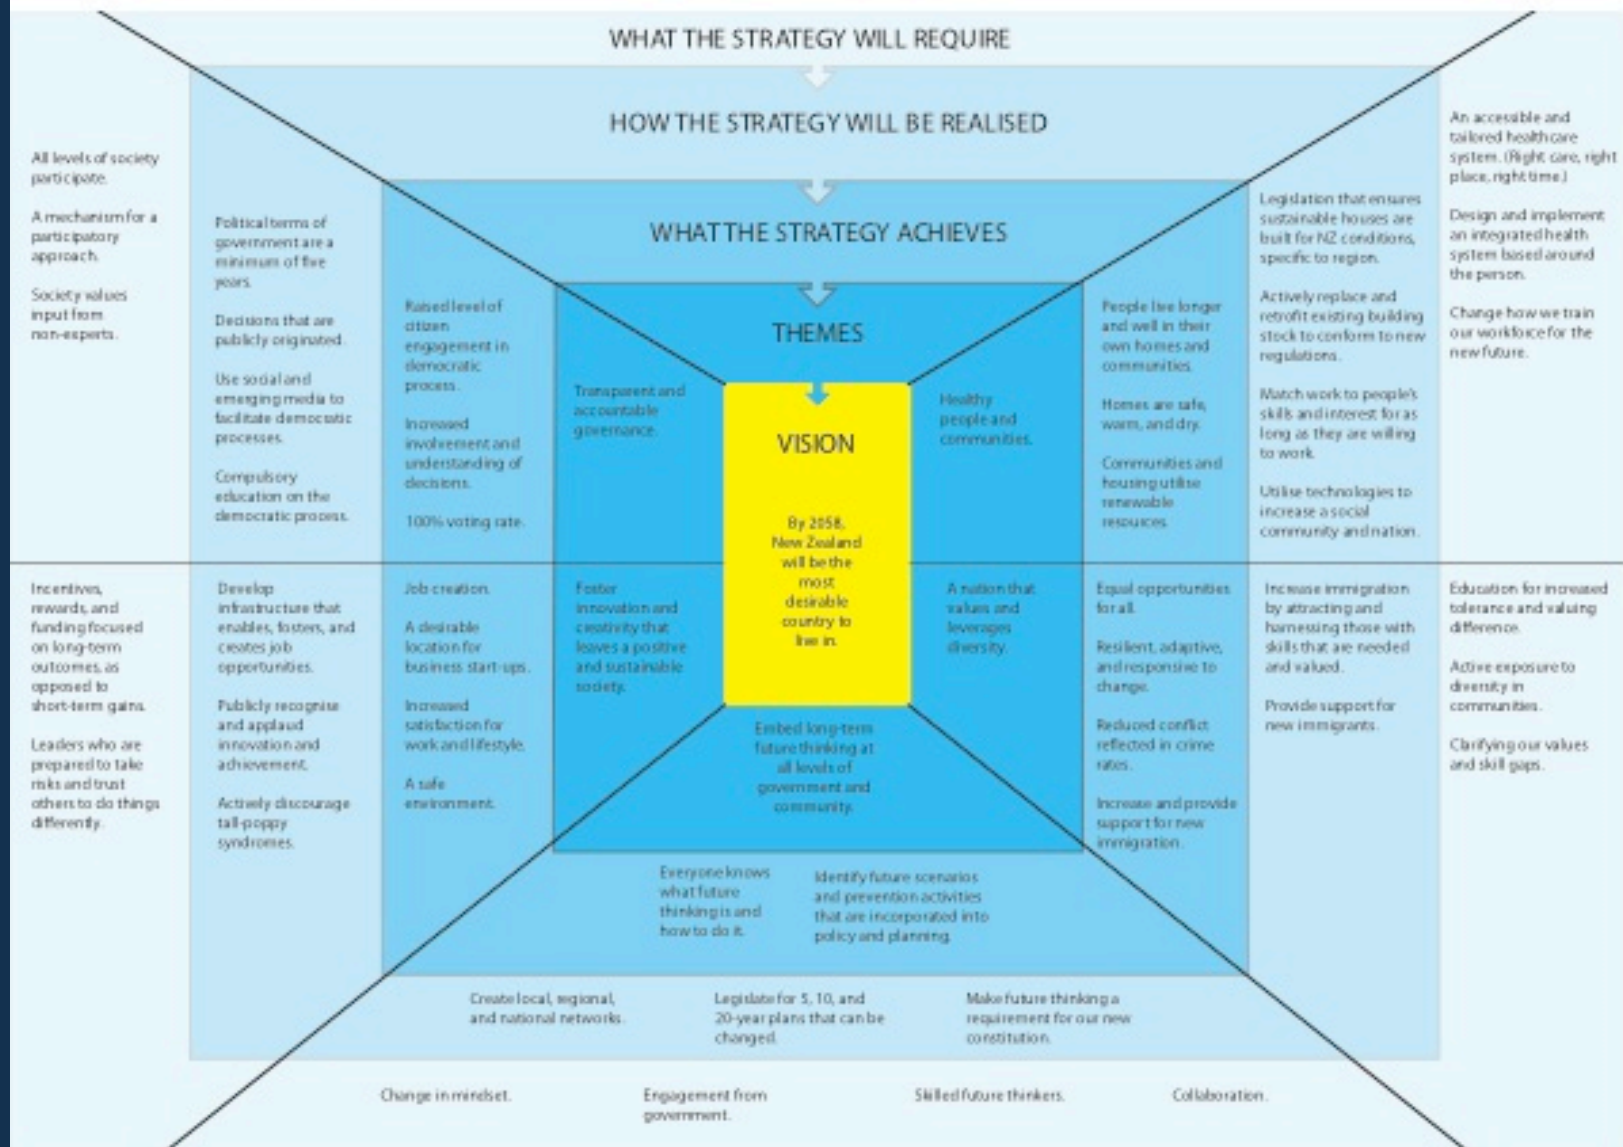 WHAT THE STRATEGY WILL REQUIRE
HOW THE STRATEGY WILL BE REALISED
WHAT THE STRATEGY ACHIEVES
THEMES
VISION
By 2058,
New Zealand
will be the
most
desirable
country to
live in.
All levels of society
participate.
A mechanism for a
participatory
approach.
Society values
input from
non-experts.
Political terms of
government are a
minimum of five
years.
Decisions that are
publicly originated.
Use social and
emerging media to
facilitate democratic
processes.
Compulsory
education on the
democratic process.
Raised level of
citizen
engagement in
democratic
process.
Increased
involvement and
understanding of
decisions.
100% voting rate.
Transparent and
accountable
governance.
Healthy
people and
communities.
People live longer
and well in their
own homes and
communities.
Homes are safe,
warm, and dry.
Communities and
housing utilise
renewable
resources.
Legislation that ensures
sustainable houses are
built for NZ conditions,
specific to region.
Actively replace and
retrofit existing building
stock to conform to new
regulations.
Match work to people's
skills and interest for as
long as they are willing
to work.
Utilise technologies to
increase a social
community and nation.
An accessible and
tailored healthcare
system. (Right care, right
place, right time.)
Design and implement
an integrated health
system based around
the person.
Change how we train
our workforce for the
new future.
Incentives,
rewards, and
funding focused
on long-term
outcomes, as
opposed to
short-term gains.
Leaders who are
prepared to take
risks and trust
others to do things
differently.
Develop
infrastructure that
enables, fosters, and
creates job
opportunities.
Publicly recognise
and applaud
innovation and
achievement.
Actively discourage
tall-poppy
syndromes.
Job creation.
A desirable
location for
business start-ups.
Increased
satisfaction for
work and lifestyle.
A safe
environment.
Foster
innovation and
creativity that
leaves a positive
and sustainable
society.
A nation that
values and
leverages
diversity.
Equal opportunities
for all.
Resilient, adaptive,
and responsive to
change.
Reduced conflict
reflected in crime
rates.
Increase and provide
support for new
immigration.
Increase immigration
by attracting and
harnessing those with
skills that are needed
and valued.
Provide support for
new immigrants.
Education for increased
tolerance and valuing
difference.
Active exposure to
diversity in
communities.
Clarifying our values
and skill gaps.
Embed long-term
future thinking at
all levels of
government and
community.
Everyone knows
what future
thinking is and
how to do it.
Identify future scenarios
and prevention activities
that are incorporated into
policy and planning.
Create local, regional,
and national networks.
Legislate for 5, 10, and
20-year plans that can be
changed.
Make future thinking a
requirement for our new
constitution.
Change in mindset.
Engagement from
government.
Skilled future thinkers.
Collaboration.